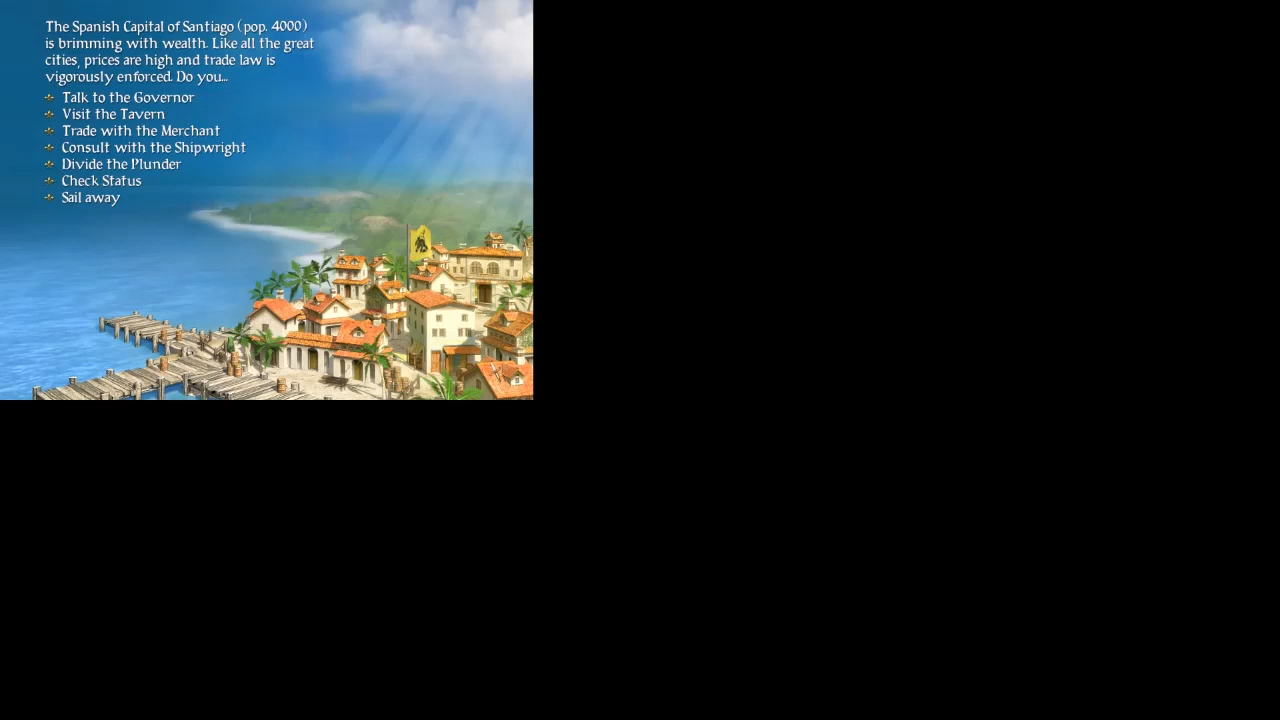 The Spanish Capital of Santiago (pop. 4000)
is brimming with wealth. Like all the great
cities, prices are high and trade law is
vigorously enforced. Do you...
Talk to the Governor
Visit the Tavern
Trade with the Merchant
Consult with the Shipwright
Divide the Plunder
Check Status
Sail away